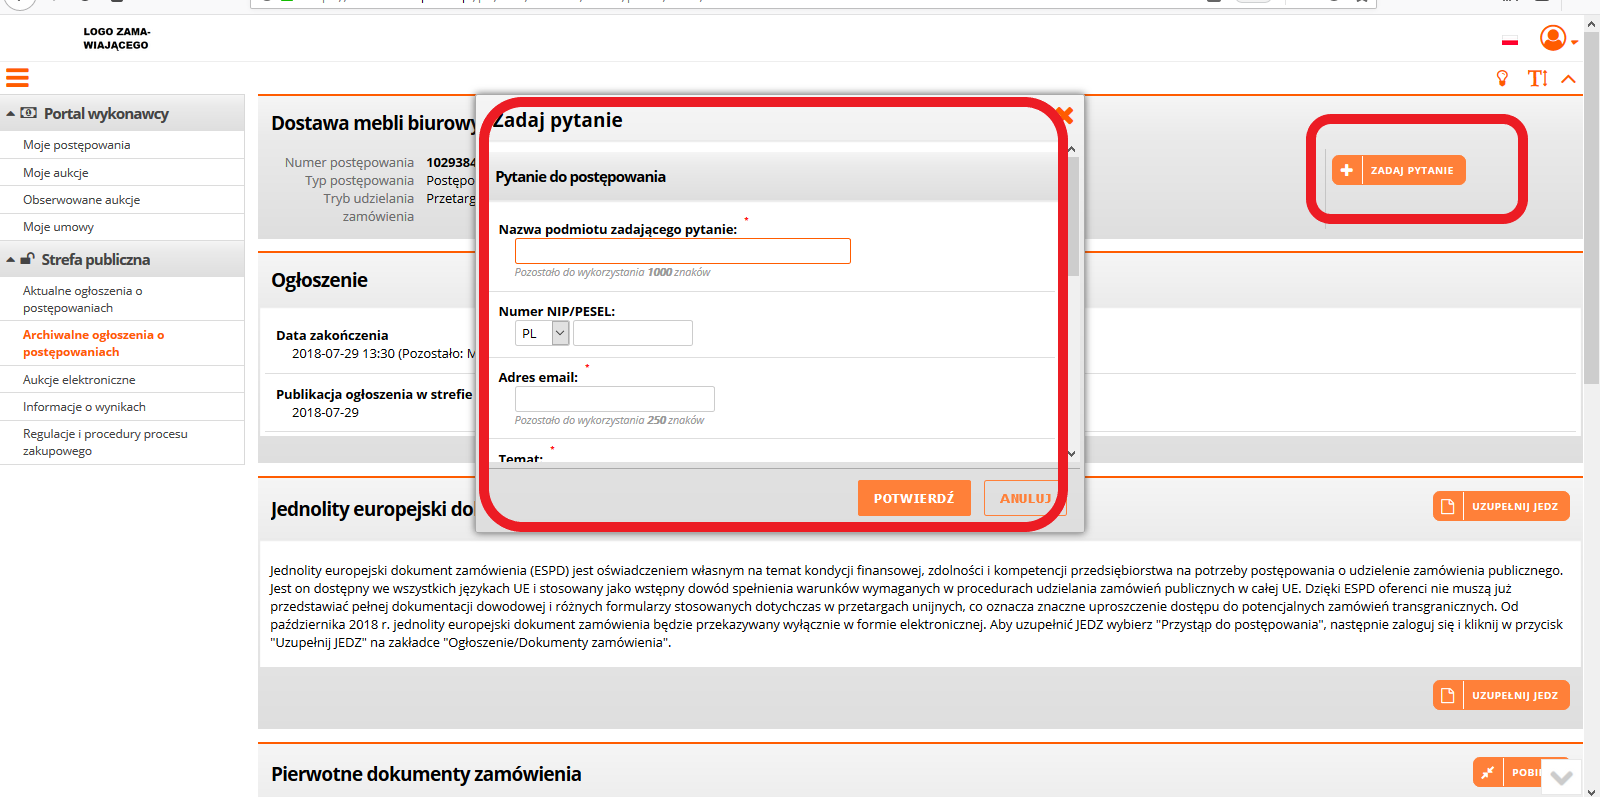 LOGO ZAMA-
WIAJĄCEGO
Portal wykonawcy
Moje postępowania
Moje aukcje
Obserwowane aukcje
Moje umowy
Strefa publiczna
Aktualne ogłoszenia o
postępowaniach
Archiwalne ogłoszenia o
postępowaniach
Aukcje elektroniczne
Informacje o wynikach
Regulacje i procedury procesu
zakupowego
Dostawa mebli biurowy
Numer postępowania 1029384
Typ postępowania Postępo
Tryb udzielania Przetarg
zamówienia
ZADAJ PYTANIE
Zadaj pytanie
Pytanie do postępowania
Nazwa podmiotu zadającego pytanie: *
Pozostało do wykorzystania 1000 znaków
Numer NIP/PESEL:
PL
Adres email: *
Pozostało do wykorzystania 250 znaków
Temat: *
POTWIERDŹ ANULUJ
Ogłoszenie
Data zakończenia
2018-07-29 13:30 (Pozostało: M
Publikacja ogłoszenia w strefie
2018-07-29
Jednolity europejski do
UZUPEŁNIJ JEDZ
Jednolity europejski dokument zamówienia (ESPD) jest oświadczeniem własnym na temat kondycji finansowej, zdolności i kompetencji przedsiębiorstwa na potrzeby postępowania o udzielenie zamówienia publicznego.
Jest on dostępny we wszystkich językach UE i stosowany jako wstępny dowód spełnienia warunków wymaganych w procedurach udzielania zamówień publicznych w całej UE. Dzięki ESPD oferenci nie muszą już
przedstawiać pełnej dokumentacji dowodowej i różnych formularzy stosowanych dotychczas w przetargach unijnych, co oznacza znaczne uproszczenie dostępu do potencjalnych zamówień transgranicznych. Od
października 2018 r. jednolity europejski dokument zamówienia będzie przekazywany wyłącznie w formie elektronicznej. Aby uzupełnić JEDZ wybierz "Przystąp do postępowania", następnie zaloguj się i kliknij w przycisk
"Uzupełnij JEDZ" na zakładce "Ogłoszenie/Dokumenty zamówienia".
UZUPEŁNIJ JEDZ
Pierwotne dokumenty zamówienia
POBI